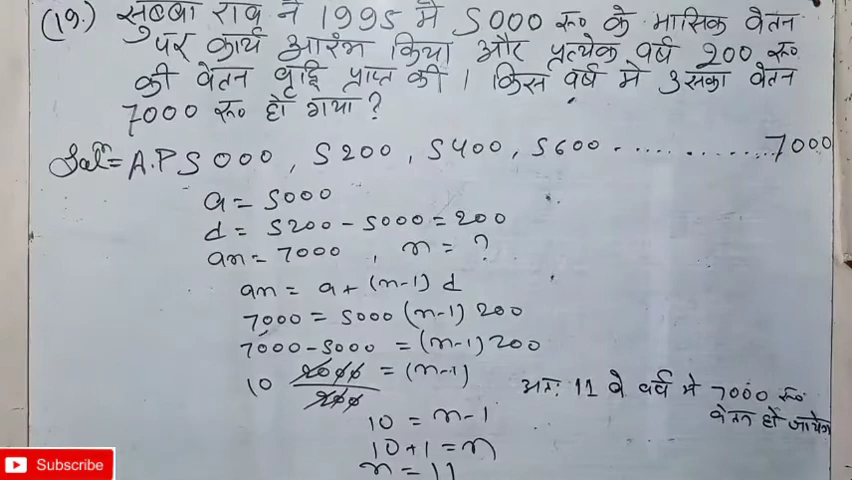 (19.) सुब्बा राव ने 1995 मे 5000 रू० के मासिक वेतन
पर कार्य आरंभ किया और प्रत्येक वर्ष 200 रू०
की वेतन वृद्धि प्राप्त की । किस वर्ष मे उसका वेतन
7000 रू० हो गया ?
Solⁿ= A.P 5000, 5200, 5400, 5600 ................ 7000
a = 5000
d = 5200 - 5000 = 200
an = 7000 , n = ?
an = a + (n-1) d
7000 = 5000 (n-1) 200
7000 - 5000 = (n-1) 200
10 2000/200 = (n-1)
10 = n-1
10+1 = n
n = 11
अतः 11 वे वर्ष मे 7000 रू०
वेतन हो जायेगा
Subscribe